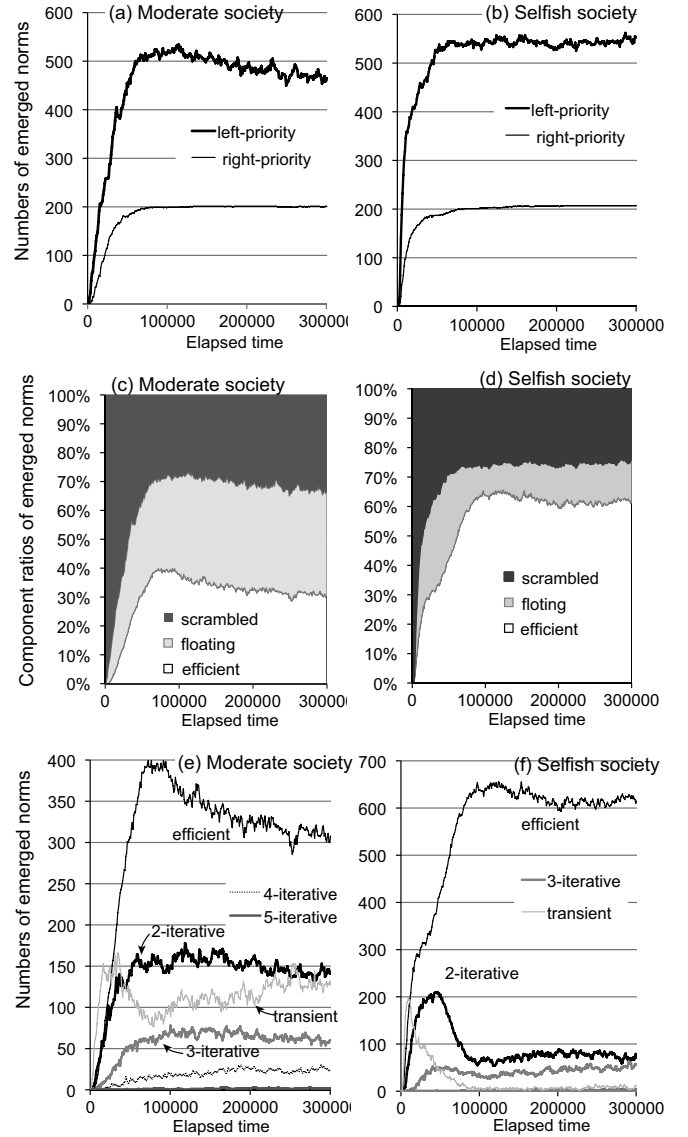 (a) Moderate society
Numbers of emerged norms
600
500
400
300
200
100
0
left-priority
right-priority
0 100000 200000 300000
Elapsed time
(b) Selfish society
600
500
400
300
200
100
0
left-priority
right-priority
0 100000 200000 300000
Elapsed time
(c) Moderate society
Component ratios of emerged norms
100%
90%
80%
70%
60%
50%
40%
30%
20%
10%
0%
scrambled
floating
efficient
0 100000 200000 300000
Elapsed time
(d) Selfish society
100%
90%
80%
70%
60%
50%
40%
30%
20%
10%
0%
scrambled
floting
efficient
0 100000 200000 300000
Elapsed time
(e) Moderate society
Numbers of emerged norms
400
350
300
250
200
150
100
50
0
efficient
4-iterative
5-iterative
2-iterative
transient
3-iterative
0 100000 200000 300000
Elapsed time
(f) Selfish society
700
600
500
400
300
200
100
0
efficient
3-iterative
transient
2-iterative
0 100000 200000 300000
Elapsed time